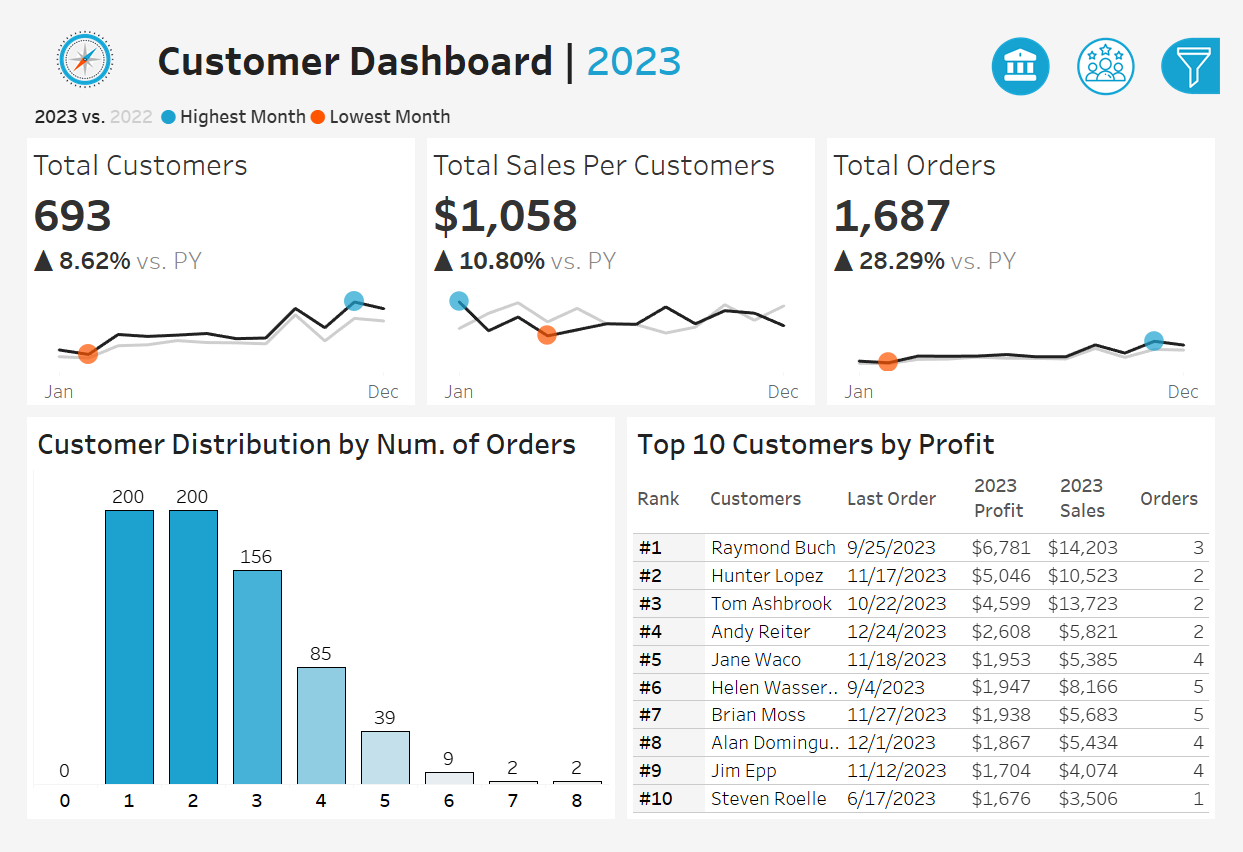 Customer Dashboard | 2023
2023 vs. 2022 Highest Month Lowest Month
Total Customers
693
▲ 8.62% vs. PY
Jan Dec
Total Sales Per Customers
$1,058
▲ 10.80% vs. PY
Jan Dec
Total Orders
1,687
▲ 28.29% vs. PY
Jan Dec
Customer Distribution by Num. of Orders
0 200 200 156 85 39 9 2 2
0 1 2 3 4 5 6 7 8
Top 10 Customers by Profit
Rank Customers Last Order 2023 Profit 2023 Sales Orders
#1 Raymond Buch 9/25/2023 $6,781 $14,203 3
#2 Hunter Lopez 11/17/2023 $5,046 $10,523 2
#3 Tom Ashbrook 10/22/2023 $4,599 $13,723 2
#4 Andy Reiter 12/24/2023 $2,608 $5,821 2
#5 Jane Waco 11/18/2023 $1,953 $5,385 4
#6 Helen Wasser.. 9/4/2023 $1,947 $8,166 5
#7 Brian Moss 11/27/2023 $1,938 $5,683 5
#8 Alan Domingu.. 12/1/2023 $1,867 $5,434 4
#9 Jim Epp 11/12/2023 $1,704 $4,074 4
#10 Steven Roelle 6/17/2023 $1,676 $3,506 1